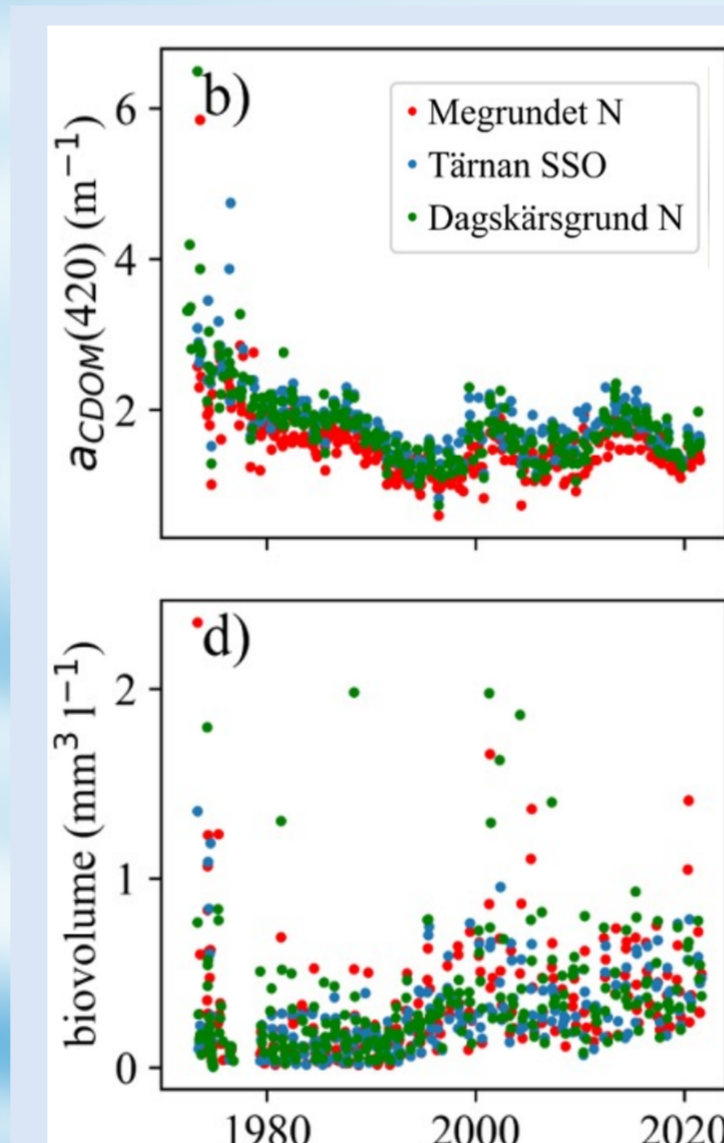 b)
a_CDOM(420) (m⁻¹)
6
4
2
Megrundet N
Tärnan SSO
Dagskärsgrund N
d)
biovolume (mm³ l⁻¹)
2
1
0
1980 2000 2020